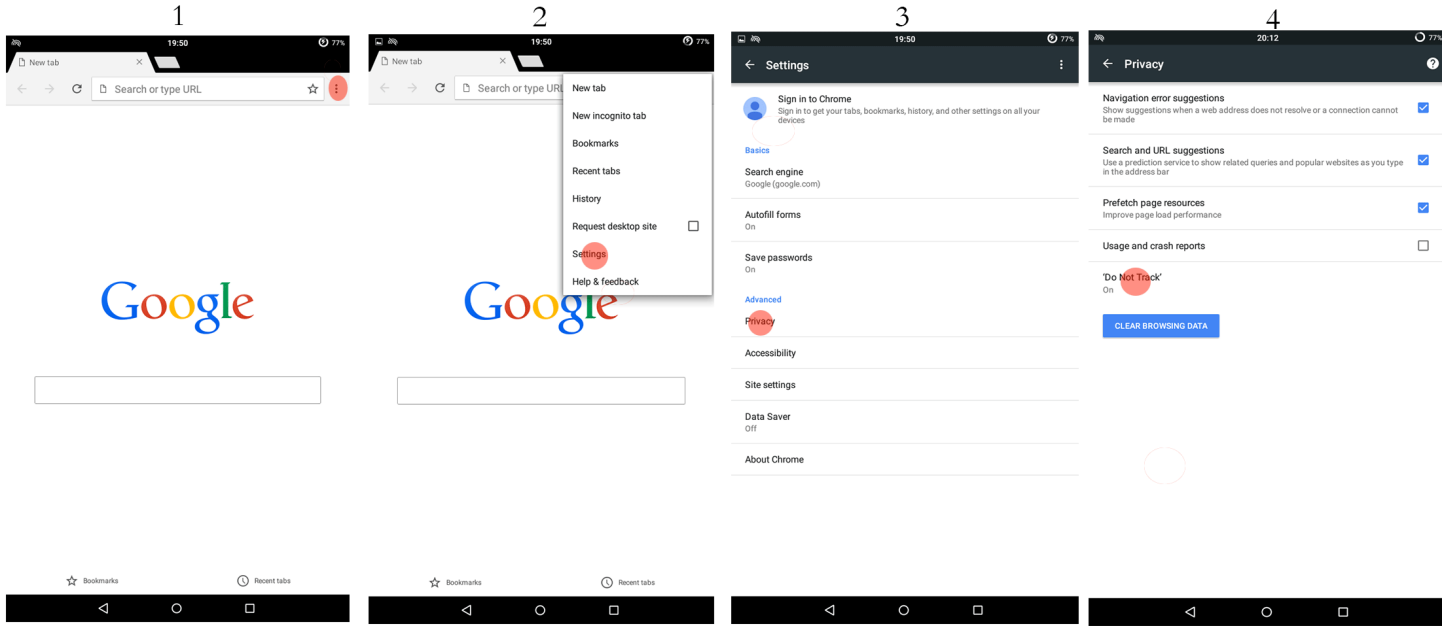 1
19:50
77%
New tab
Search or type URL
Google
Bookmarks
Recent tabs
2
19:50
77%
New tab
Search or type URL
New tab
New incognito tab
Bookmarks
Recent tabs
History
Request desktop site
Settings
Help & feedback
Google
Bookmarks
Recent tabs
3
19:50
77%
Settings
Sign in to Chrome
Sign in to get your tabs, bookmarks, history, and other settings on all your
devices
Basics
Search engine
Google (google.com)
Autofill forms
On
Save passwords
On
Advanced
Privacy
Accessibility
Site settings
Data Saver
Off
About Chrome
4
20:12
77%
Privacy
Navigation error suggestions
Show suggestions when a web address does not resolve or a connection cannot
be made
Search and URL suggestions
Use a prediction service to show related queries and popular websites as you type
in the address bar
Prefetch page resources
Improve page load performance
Usage and crash reports
'Do Not Track'
On
CLEAR BROWSING DATA